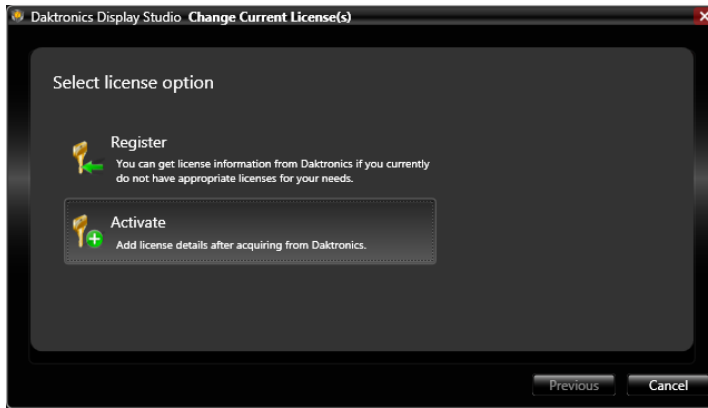 Daktronics Display Studio Change Current License(s)
Select license option
Register
You can get license information from Daktronics if you currently
do not have appropriate licenses for your needs.
Activate
Add license details after acquiring from Daktronics.
Previous
Cancel